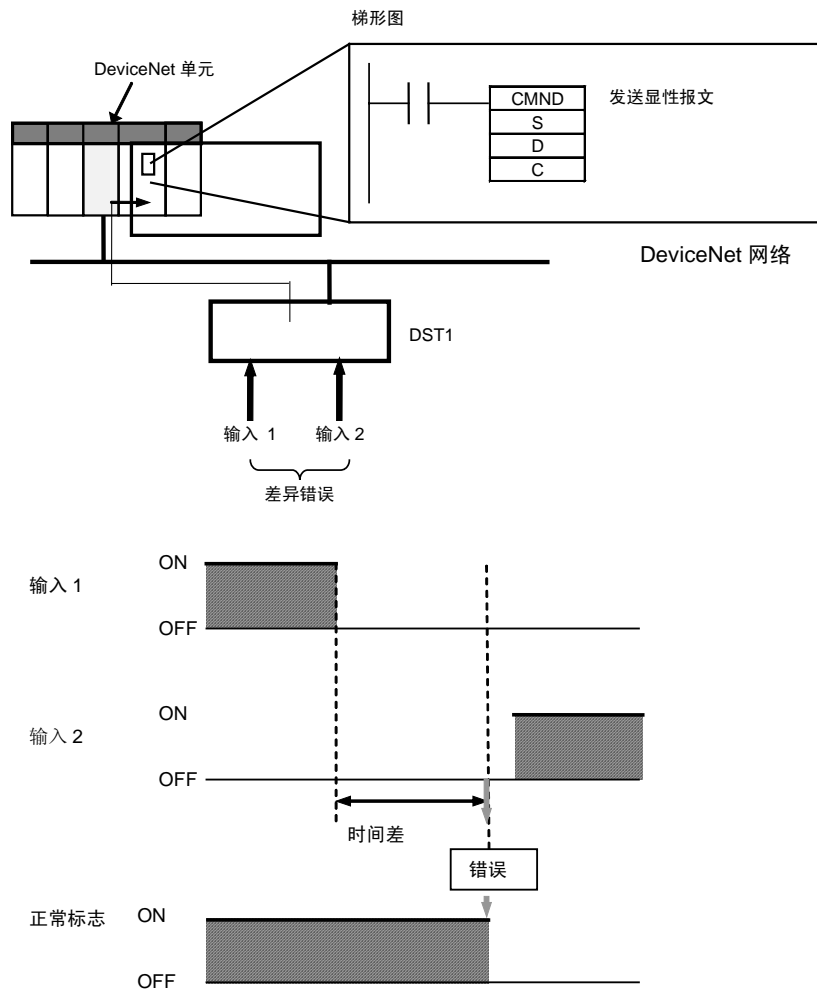 梯形图
DeviceNet 单元
CMND
S
D
C
发送显性报文
DeviceNet 网络
DST1
输入 1
输入 2
差异错误
输入 1
ON
OFF
输入 2
ON
OFF
时间差
错误
正常标志
ON
OFF